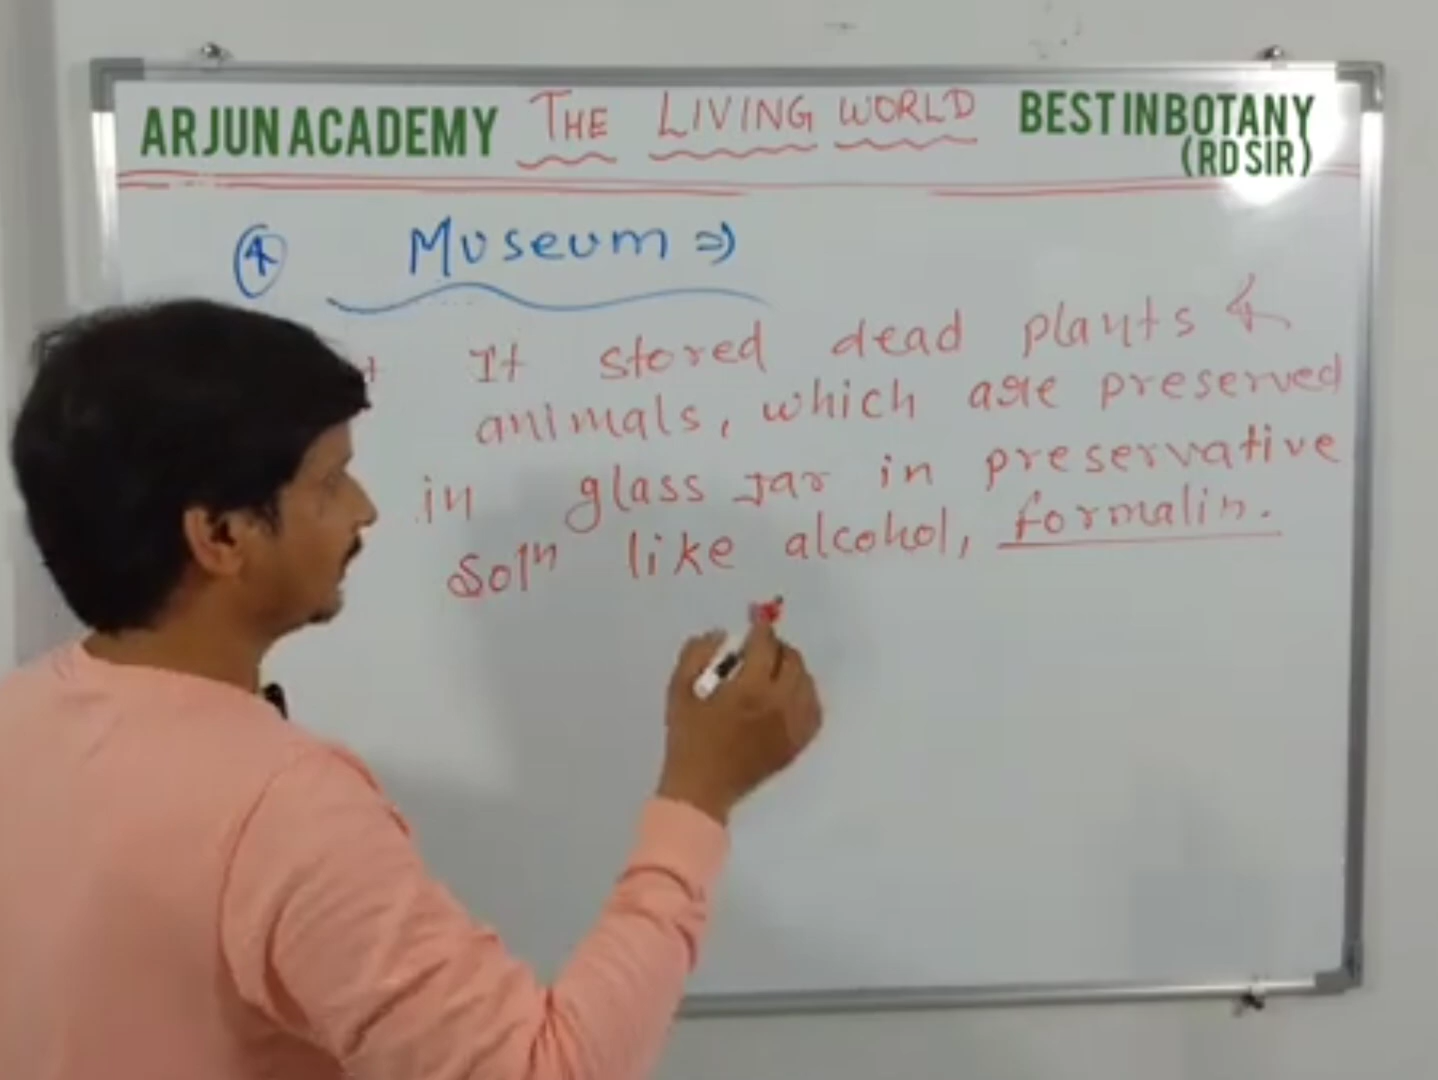 ARJUN ACADEMY THE LIVING WORLD BEST IN BOTANY
(RD SIR)
④ Museum ⇒
It stored dead plants &
animals, which are preserved
in glass Jar in preservative
Solⁿ like alcohol, formalin.